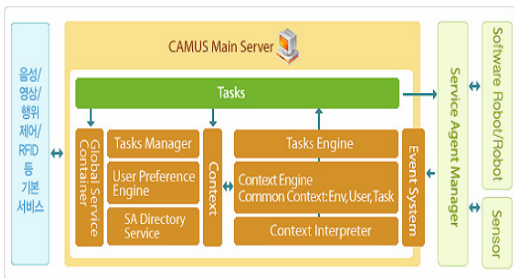 CAMUS Main Server
음성/
영상/
행위
제어/
RFID
등
기본
서비스
Tasks
Global Service
Container
Tasks Manager
User Preference
Engine
SA Directory
Service
Context
Tasks Engine
Context Engine
Common Context:Env,User,Task
Context Interpreter
Event System
Service Agent Manager
Software Robot/Robot
Sensor